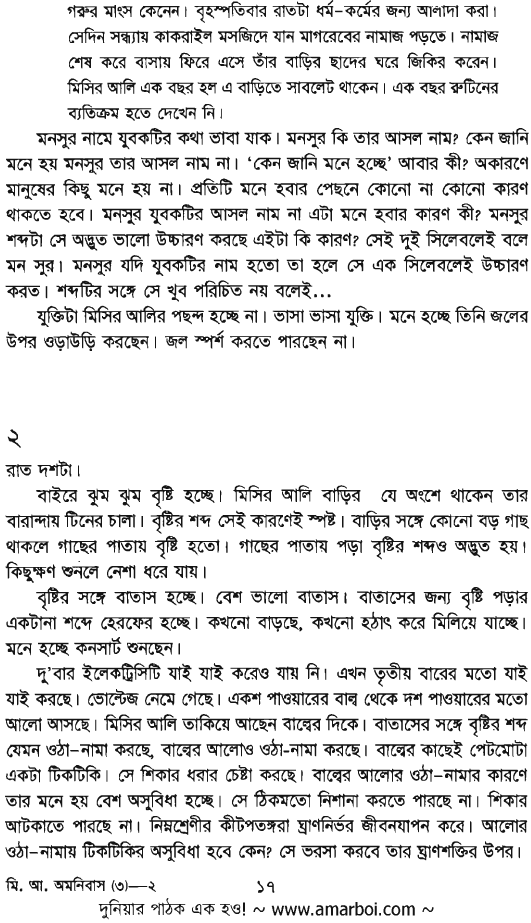 গরুর মাংস কেনেন। বৃহস্পতিবার রাতটা ধর্ম–কর্মের জন্য আলাদা করা।
সেদিন সন্ধ্যায় কাকরাইল মসজিদে যান মাগরেবের নামাজ পড়তে। নামাজ
শেষ করে বাসায় ফিরে এসে তাঁর বাড়ির ছাদের ঘরে জিকির করেন।
মিসির আলি এক বছর হল এ বাড়িতে সাবলেট থাকেন। এক বছর রুটিনের
ব্যতিক্রম হতে দেখেন নি।
মনসুর নামে যুবকটির কথা ভাবা যাক। মনসুর কি তার আসল নাম? কেন জানি
মনে হয় মনসুর তার আসল নাম না। ‘কেন জানি মনে হচ্ছে’ আবার কী? অকারণে
মানুষের কিছু মনে হয় না। প্রতিটি মনে হবার পেছনে কোনো না কোনো কারণ
থাকতে হবে। মনসুর যুবকটির আসল নাম না এটা মনে হবার কারণ কী? মনসুর
শব্দটা সে অদ্ভুত ভালো উচ্চারণ করছে এইটা কি কারণ? সেই দুই সিলেবলেই বলে
মন সুর। মনসুর যদি যুবকটির নাম হতো তা হলে সে এক সিলেবলেই উচ্চারণ
করত। শব্দটির সঙ্গে সে খুব পরিচিত নয় বলেই...
যুক্তিটা মিসির আলির পছন্দ হচ্ছে না। ভাসা ভাসা যুক্তি। মনে হচ্ছে তিনি জলের
উপর ওড়াউড়ি করছেন। জল স্পর্শ করতে পারছেন না।
২
রাত দশটা।
বাইরে ঝুম ঝুম বৃষ্টি হচ্ছে। মিসির আলি বাড়ির যে অংশে থাকেন তার
বারান্দায় টিনের চালা। বৃষ্টির শব্দ সেই কারণেই স্পষ্ট। বাড়ির সঙ্গে কোনো বড় গাছ
থাকলে গাছের পাতায় বৃষ্টি হতো। গাছের পাতায় পড়া বৃষ্টির শব্দও অদ্ভুত হয়।
কিছুক্ষণ শুনলে নেশা ধরে যায়।
বৃষ্টির সঙ্গে বাতাস হচ্ছে। বেশ ভালো বাতাস। বাতাসের জন্য বৃষ্টি পড়ার
একটানা শব্দে হেরফের হচ্ছে। কখনো বাড়ছে, কখনো হঠাৎ করে মিলিয়ে যাচ্ছে।
মনে হচ্ছে কনসার্ট শুনছেন।
দু’বার ইলেকট্রিসিটি যাই যাই করেও যায় নি। এখন তৃতীয় বারের মতো যাই
যাই করছে। ভোল্টেজ নেমে গেছে। একশ পাওয়ারের বাল্ব থেকে দশ পাওয়ারের মতো
আলো আসছে। মিসির আলি তাকিয়ে আছেন বাল্বের দিকে। বাতাসের সঙ্গে বৃষ্টির শব্দ
যেমন ওঠা–নামা করছে, বাল্বের আলোও ওঠা-নামা করছে। বাল্বের কাছেই পেটমোটা
একটা টিকটিকি। সে শিকার ধরার চেষ্টা করছে। বাল্বের আলোর ওঠা–নামার কারণে
তার মনে হয় বেশ অসুবিধা হচ্ছে। সে ঠিকমতো নিশানা করতে পারছে না। শিকার
আটকাতে পারছে না। নিম্নশ্রেণীর কীটপতঙ্গরা ঘ্রাণনির্ভর জীবনযাপন করে। আলোর
ওঠা–নামায় টিকটিকির অসুবিধা হবে কেন? সে ভরসা করবে তার ঘ্রাণশক্তির উপর।
মি. আ. অমনিবাস (৩)—২
১৭
দুনিয়ার পাঠক এক হও! ~ www.amarboi.com ~